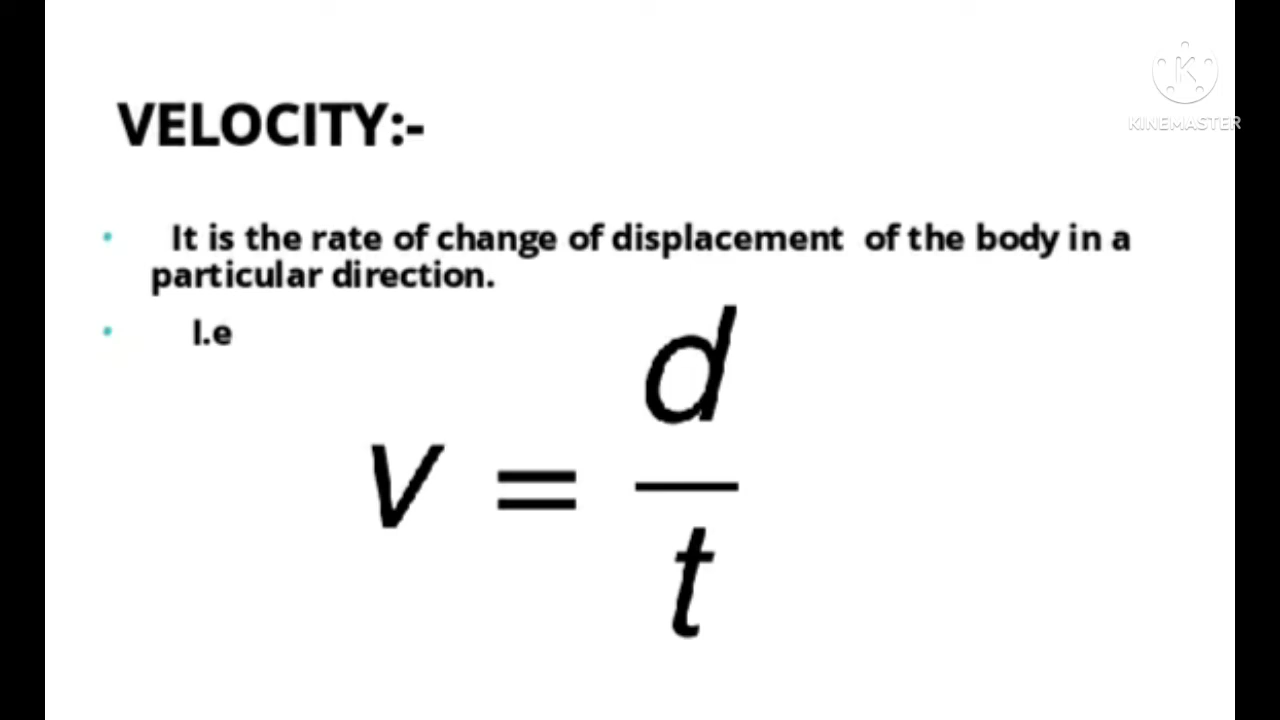 VELOCITY:-
It is the rate of change of displacement of the body in a
particular direction.
I.e
v = d
t
K
KINEMASTER